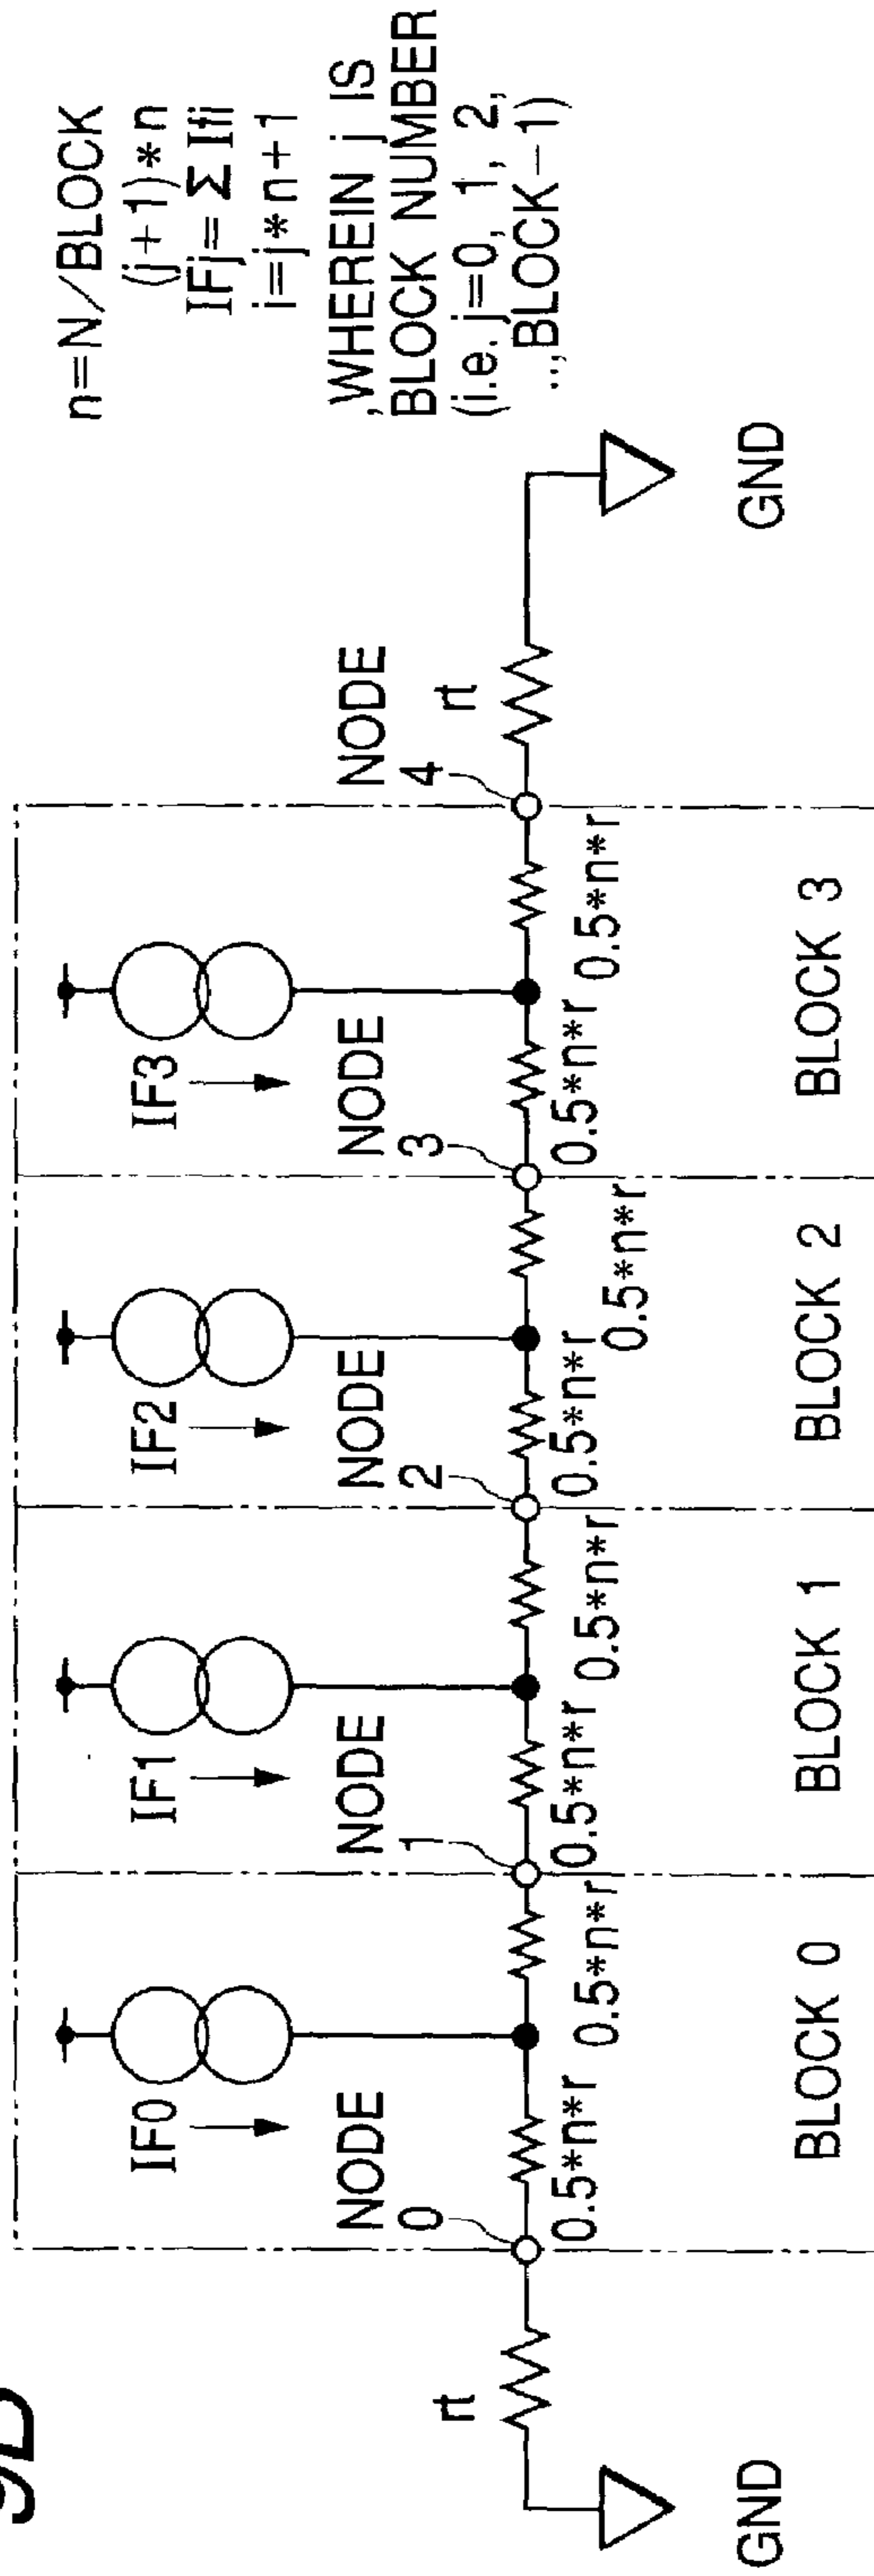 9D
n=N/BLOCK
(j+1)*n
IFj=ΣIfi
i=j*n+1
,WHEREIN j IS
BLOCK NUMBER
(i.e. j=0, 1, 2,
..,BLOCK-1)
IF0
IF1
IF2
IF3
NODE
0
NODE
1
NODE
2
NODE
3
NODE
4
rt
rt
0.5*n*r
0.5*n*r
0.5*n*r
0.5*n*r
0.5*n*r
0.5*n*r
0.5*n*r
0.5*n*r
GND
GND
BLOCK 0
BLOCK 1
BLOCK 2
BLOCK 3